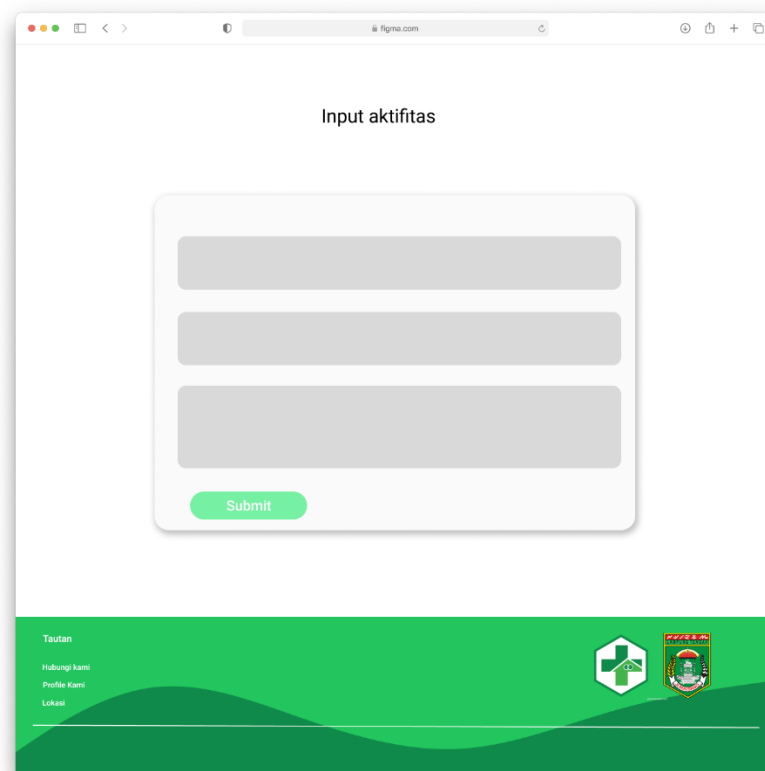 figma.com
Input aktifitas
Submit
Tautan
Hubungi kami
Profile Kami
Lokasi